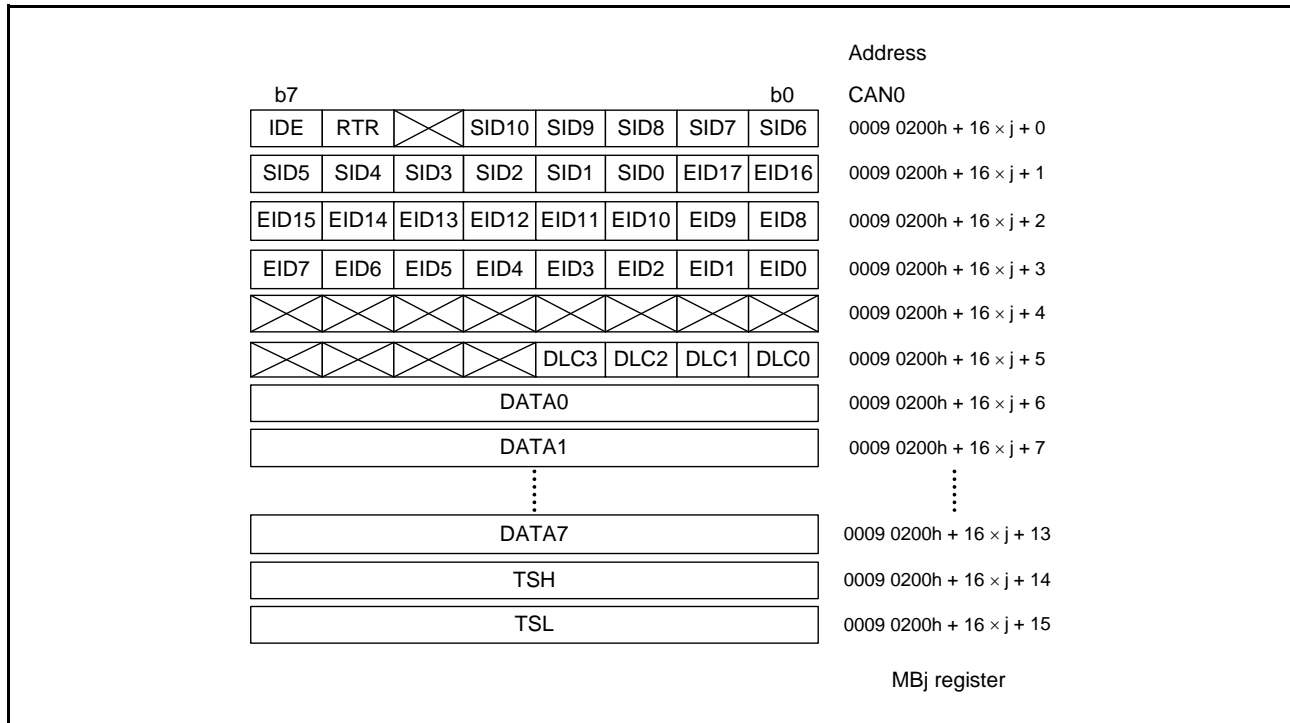 Address
b7 b0 CAN0
IDE RTR SID10 SID9 SID8 SID7 SID6 0009 0200h + 16 × j + 0
SID5 SID4 SID3 SID2 SID1 SID0 EID17 EID16 0009 0200h + 16 × j + 1
EID15 EID14 EID13 EID12 EID11 EID10 EID9 EID8 0009 0200h + 16 × j + 2
EID7 EID6 EID5 EID4 EID3 EID2 EID1 EID0 0009 0200h + 16 × j + 3
0009 0200h + 16 × j + 4
DLC3 DLC2 DLC1 DLC0 0009 0200h + 16 × j + 5
DATA0 0009 0200h + 16 × j + 6
DATA1 0009 0200h + 16 × j + 7
DATA7 0009 0200h + 16 × j + 13
TSH 0009 0200h + 16 × j + 14
TSL 0009 0200h + 16 × j + 15
MBj register